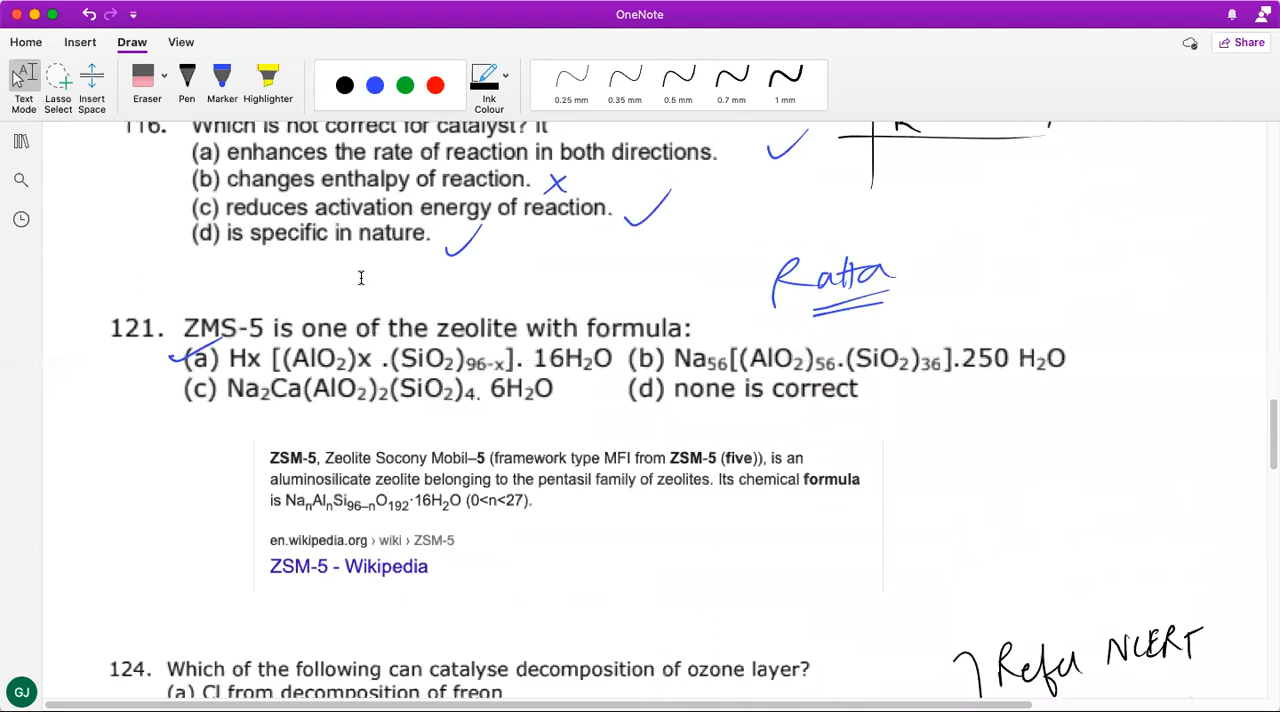 OneNote
Home Insert Draw View
Share
Text Mode
Lasso Select
Insert Space
Eraser
Pen
Marker
Highlighter
Ink Colour
0.25 mm
0.35 mm
0.5 mm
0.7 mm
1 mm
116. Which is not correct for catalyst? It
(a) enhances the rate of reaction in both directions.
(b) changes enthalpy of reaction.
(c) reduces activation energy of reaction.
(d) is specific in nature.
R
Ratta
121. ZMS-5 is one of the zeolite with formula:
(a) Hx [(AlO₂)x .(SiO₂)₉₆₋ₓ]. 16H₂O (b) Na₅₆[(AlO₂)₅₆.(SiO₂)₃₆].250 H₂O
(c) Na₂Ca(AlO₂)₂(SiO₂)₄. 6H₂O (d) none is correct
ZSM-5, Zeolite Socony Mobil–5 (framework type MFI from ZSM-5 (five)), is an
aluminosilicate zeolite belonging to the pentasil family of zeolites. Its chemical formula
is NaₙAlₙSi₉₆₋ₙO₁₉₂·16H₂O (0<n<27).
en.wikipedia.org › wiki › ZSM-5
ZSM-5 - Wikipedia
Refer NCERT
124. Which of the following can catalyse decomposition of ozone layer?
(a) Cl from decomposition of freon
GJ